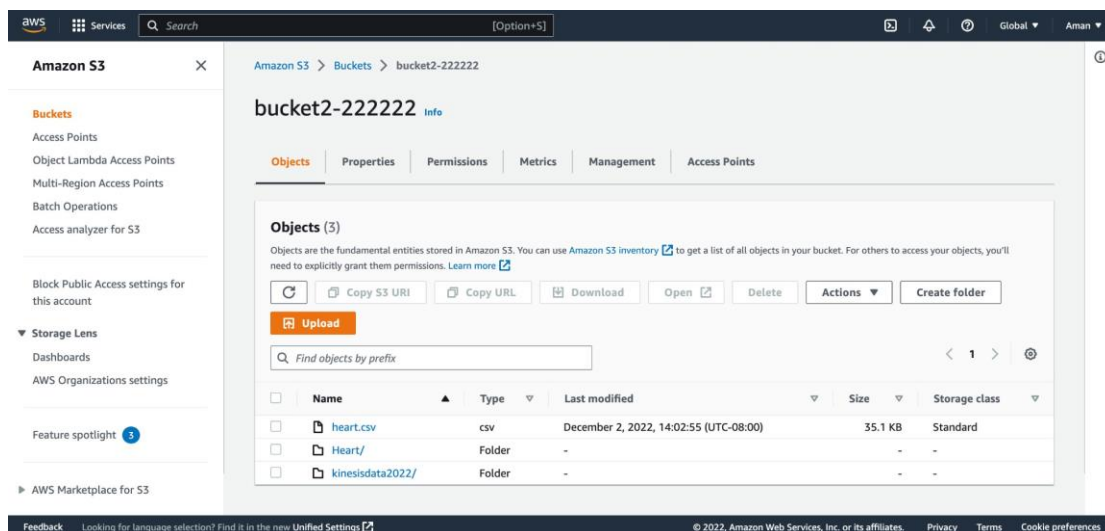 aws Services Search [Option+S] Global Aman
Amazon S3
Buckets
Access Points
Object Lambda Access Points
Multi-Region Access Points
Batch Operations
Access analyzer for S3
Block Public Access settings for
this account
Storage Lens
Dashboards
AWS Organizations settings
Feature spotlight 3
AWS Marketplace for S3
Amazon S3 > Buckets > bucket2-222222
bucket2-222222 Info
Objects Properties Permissions Metrics Management Access Points
Objects (3)
Objects are the fundamental entities stored in Amazon S3. You can use Amazon S3 inventory to get a list of all objects in your bucket. For others to access your objects, you'll
need to explicitly grant them permissions. Learn more
Copy S3 URI Copy URL Download Open Delete Actions Create folder
Upload
Find objects by prefix < 1 >
Name Type Last modified Size Storage class
heart.csv csv December 2, 2022, 14:02:55 (UTC-08:00) 35.1 KB Standard
Heart/ Folder - - -
kinesisdata2022/ Folder - - -
Feedback Looking for language selection? Find it in the new Unified Settings © 2022, Amazon Web Services, Inc. or its affiliates. Privacy Terms Cookie preferences